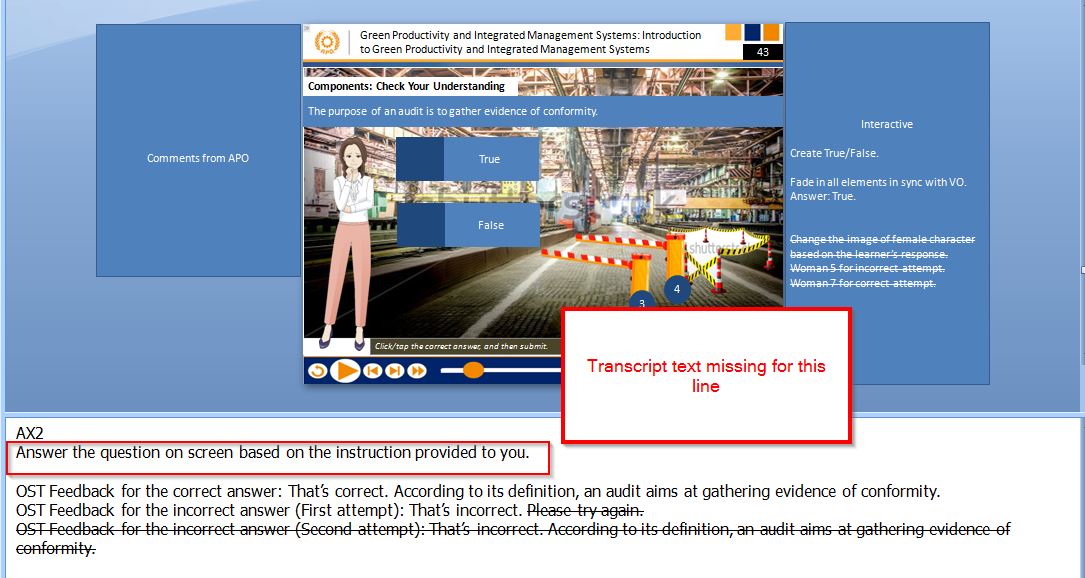 Green Productivity and Integrated Management Systems: Introduction
to Green Productivity and Integrated Management Systems
43
Components: Check Your Understanding
The purpose of an audit is to gather evidence of conformity.
Comments from APO
True
False
shutterst
3
4
Click/tap the correct answer, and then submit.
Interactive
Create True/False.
Fade in all elements in sync with VO.
Answer: True.
Change the image of female character
based on the learner's response.
Woman 5 for incorrect attempt.
Woman 7 for correct attempt.
Transcript text missing for this
line
AX2
Answer the question on screen based on the instruction provided to you.
OST Feedback for the correct answer: That's correct. According to its definition, an audit aims at gathering evidence of conformity.
OST Feedback for the incorrect answer (First attempt): That's incorrect. Please try again.
OST Feedback for the incorrect answer (Second attempt): That's incorrect. According to its definition, an audit aims at gathering evidence of
conformity.